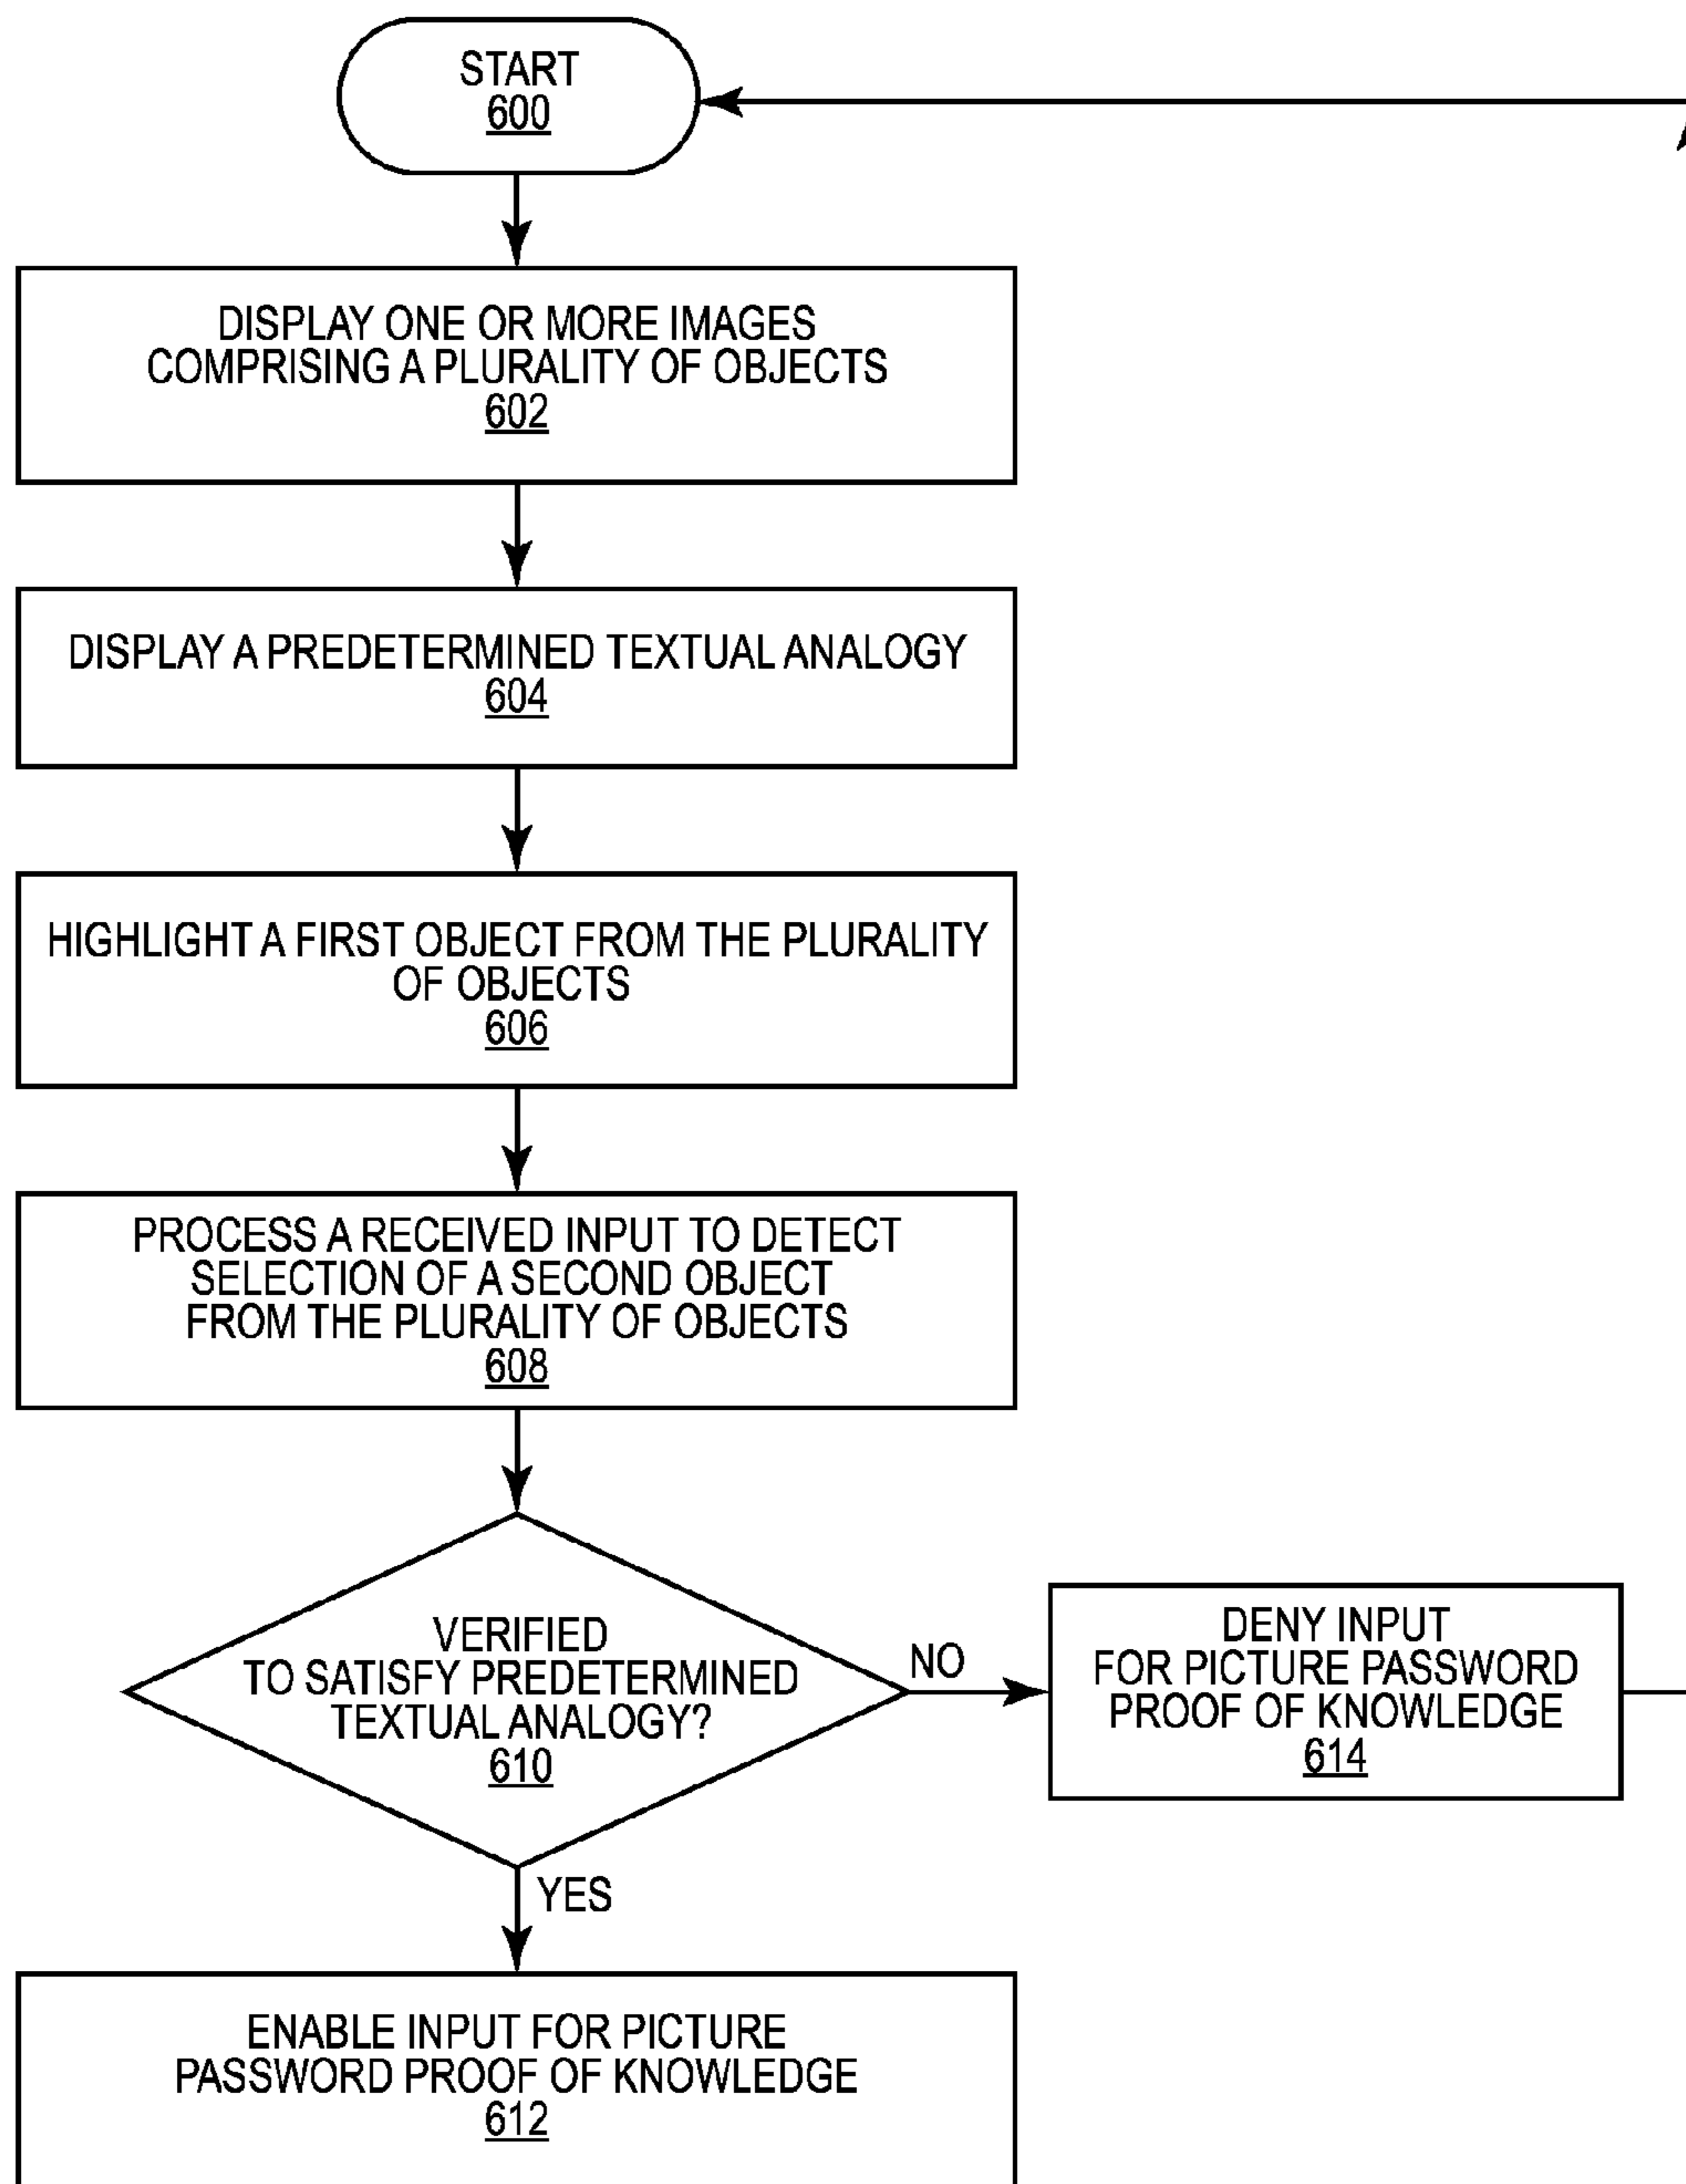 START
600
DISPLAY ONE OR MORE IMAGES
COMPRISING A PLURALITY OF OBJECTS
602
DISPLAY A PREDETERMINED TEXTUAL ANALOGY
604
HIGHLIGHT A FIRST OBJECT FROM THE PLURALITY
OF OBJECTS
606
PROCESS A RECEIVED INPUT TO DETECT
SELECTION OF A SECOND OBJECT
FROM THE PLURALITY OF OBJECTS
608
VERIFIED
TO SATISFY PREDETERMINED
TEXTUAL ANALOGY?
610
NO
DENY INPUT
FOR PICTURE PASSWORD
PROOF OF KNOWLEDGE
614
YES
ENABLE INPUT FOR PICTURE
PASSWORD PROOF OF KNOWLEDGE
612